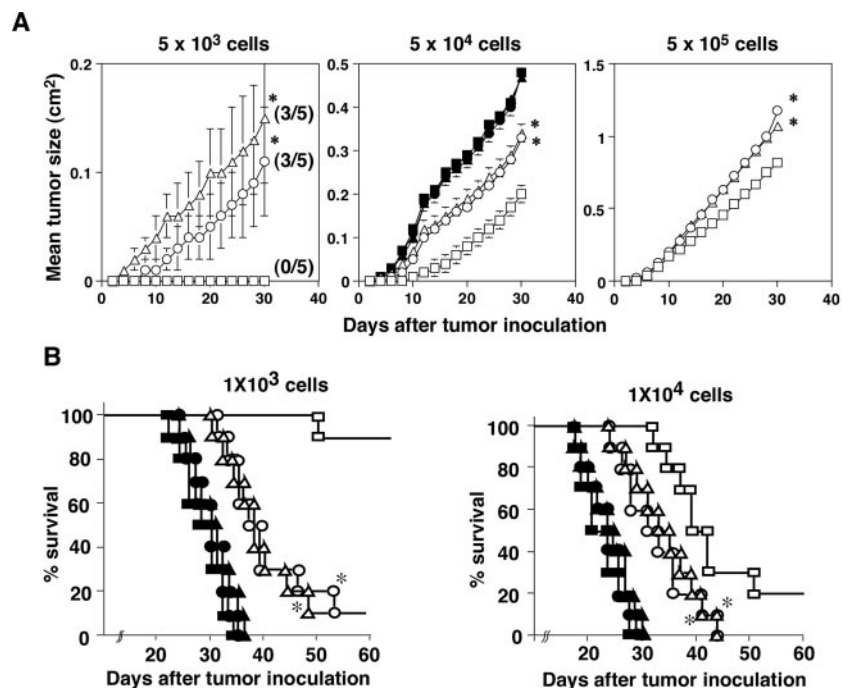 A
5 x 10³ cells
5 x 10⁴ cells
5 x 10⁵ cells
Mean tumor size (cm²)
0.2
0.1
0
0 10 20 30 40
* (3/5)
* (3/5)
(0/5)
0.5
0.4
0.3
0.2
0.1
0
0 10 20 30 40
*
*
1.5
1
0.5
0
0 10 20 30 40
*
*
Days after tumor inoculation
B
1X10³ cells
% survival
100
80
60
40
20
0
20 30 40 50 60
*
*
Days after tumor inoculation
1X10⁴ cells
% survival
100
80
60
40
20
0
20 30 40 50 60
*
*
Days after tumor inoculation